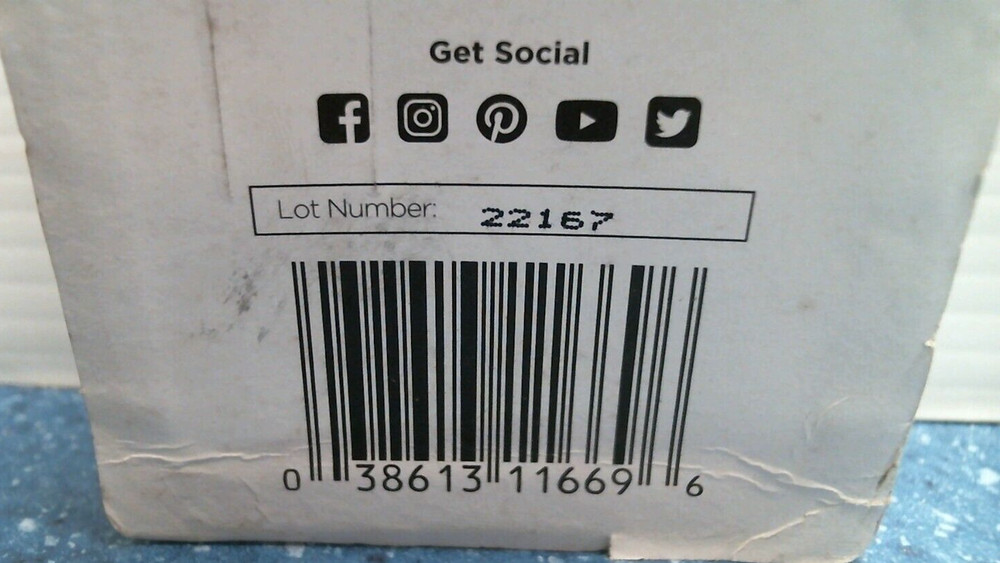 Get Social
Lot Number: 22167
0 38613 11669 6